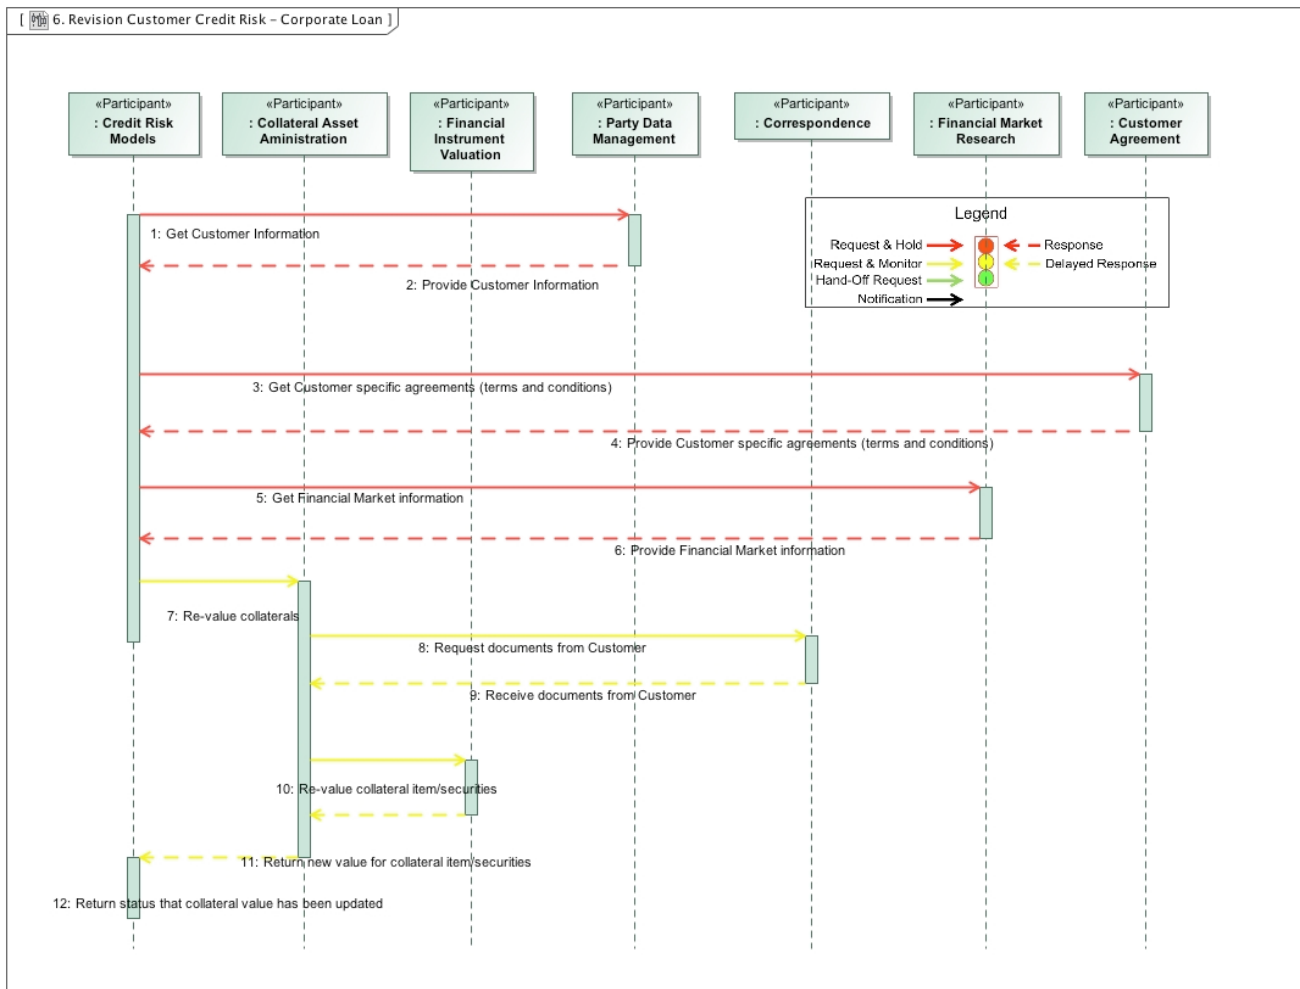 [ 6. Revision Customer Credit Risk – Corporate Loan ]
«Participant»
: Credit Risk
Models
«Participant»
: Collateral Asset
Aministration
«Participant»
: Financial
Instrument
Valuation
«Participant»
: Party Data
Management
«Participant»
: Correspondence
«Participant»
: Financial Market
Research
«Participant»
: Customer
Agreement
Legend
Request & Hold
Response
Request & Monitor
Delayed Response
Hand-Off Request
Notification
1: Get Customer Information
2: Provide Customer Information
3: Get Customer specific agreements (terms and conditions)
4: Provide Customer specific agreements (terms and conditions)
5: Get Financial Market information
6: Provide Financial Market information
7: Re-value collaterals
8: Request documents from Customer
9: Receive documents from Customer
10: Re-value collateral item/securities
11: Return new value for collateral item/securities
12: Return status that collateral value has been updated